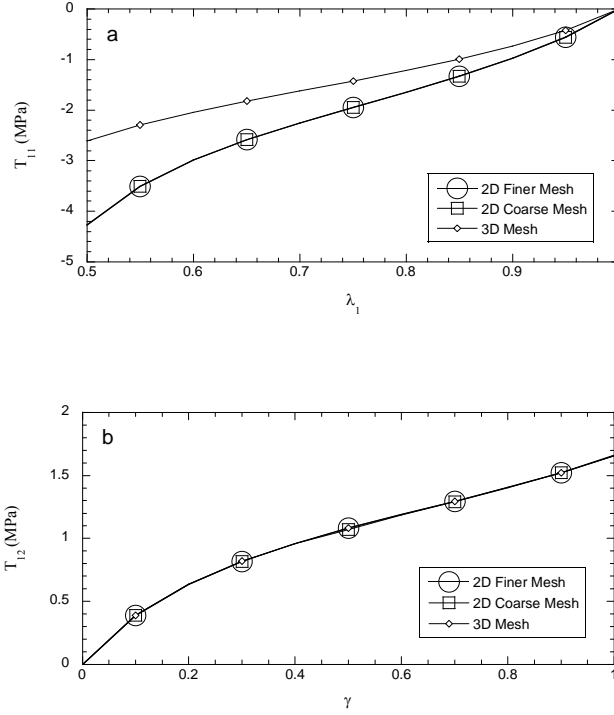 a
0
-1
-2
-3
-4
-5
T11 (MPa)
2D Finer Mesh
2D Coarse Mesh
3D Mesh
0.5 0.6 0.7 0.8 0.9
λ1
b
2
1.5
1
0.5
0
T12 (MPa)
2D Finer Mesh
2D Coarse Mesh
3D Mesh
0 0.2 0.4 0.6 0.8 1
γ